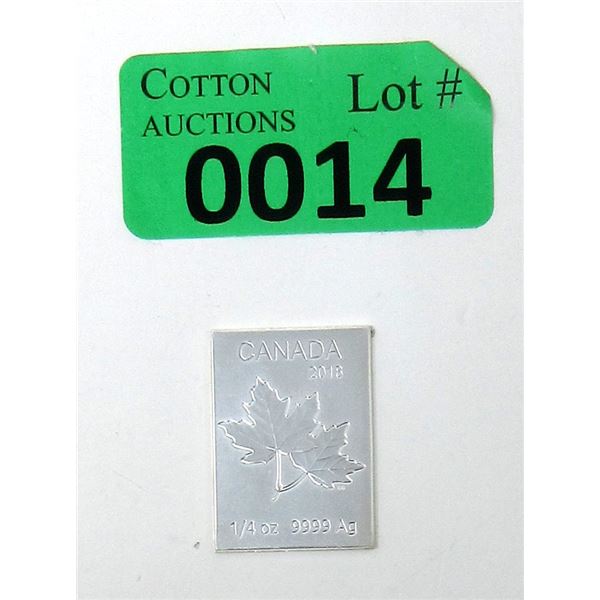 COTTON Lot #
AUCTIONS
0014
CANADA
2018
1/4 oz 9999 Ag